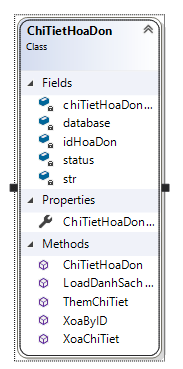 ChiTietHoaDon
Class
Fields
chiTietHoaDon...
database
idHoaDon
status
str
Properties
ChiTietHoaDon...
Methods
ChiTietHoaDon
LoadDanhSach...
ThemChiTiet
XoaByID
XoaChiTiet